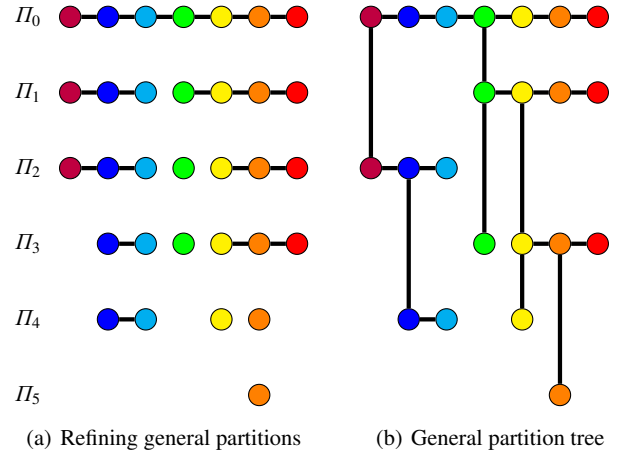 Π₀
Π₁
Π₂
Π₃
Π₄
Π₅
(a) Refining general partitions (b) General partition tree